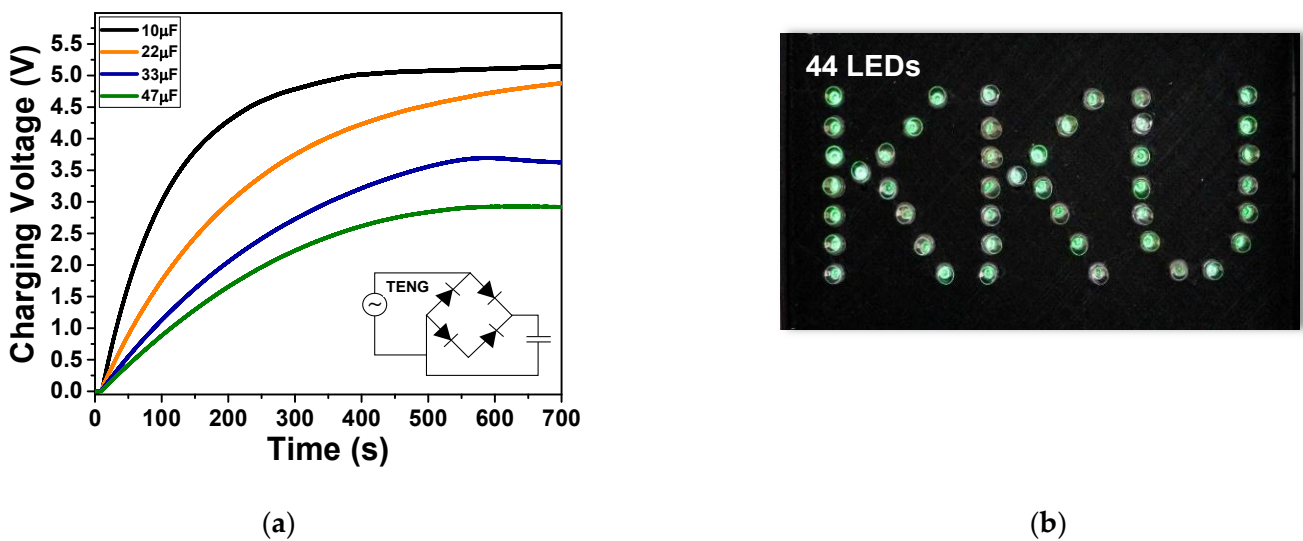 10μF
22μF
33μF
47μF
Charging Voltage (V)
5.5
5.0
4.5
4.0
3.5
3.0
2.5
2.0
1.5
1.0
0.5
0.0
TENG
~
0 100 200 300 400 500 600 700
Time (s)
(a)
44 LEDs
KKU
(b)